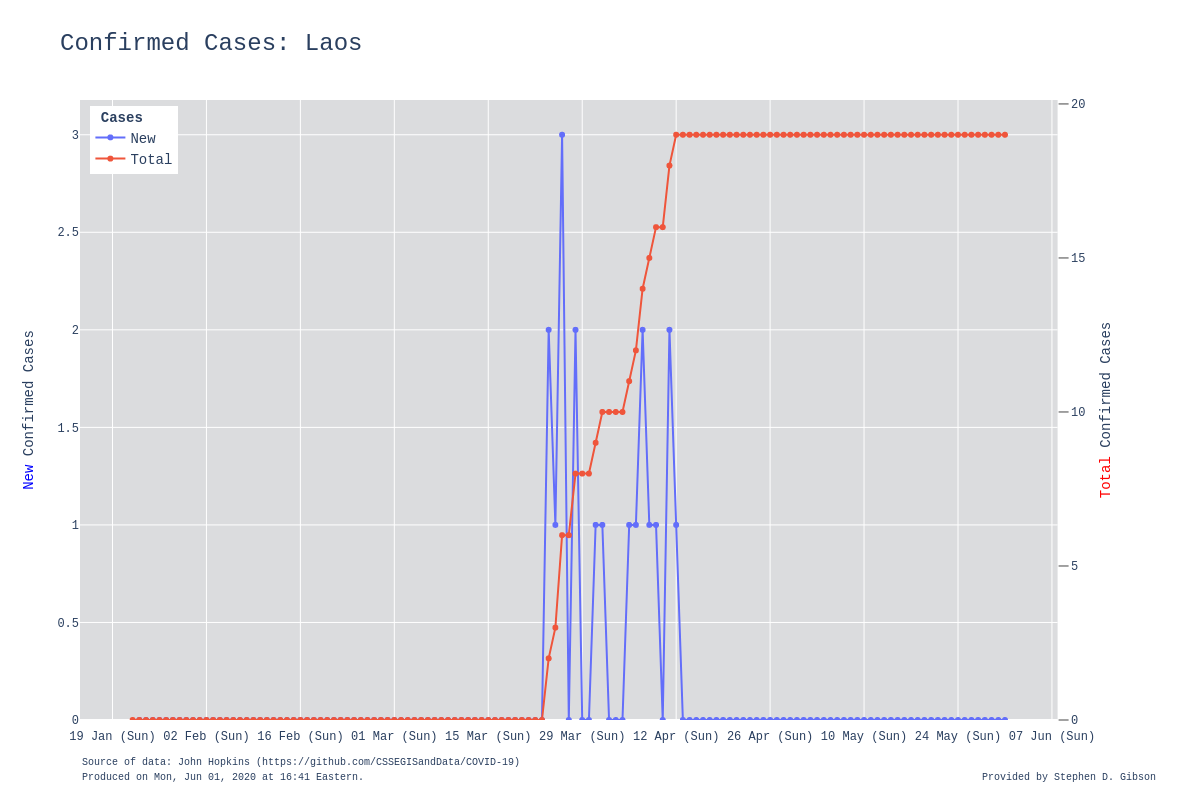 Confirmed Cases: Laos
Cases
New
Total
3
2.5
2
1.5
1
0.5
0
New Confirmed Cases
20
15
10
5
0
Total Confirmed Cases
19 Jan (Sun) 02 Feb (Sun) 16 Feb (Sun) 01 Mar (Sun) 15 Mar (Sun) 29 Mar (Sun) 12 Apr (Sun) 26 Apr (Sun) 10 May (Sun) 24 May (Sun) 07 Jun (Sun)
Source of data: John Hopkins (https://github.com/CSSEGISandData/COVID-19)
Produced on Mon, Jun 01, 2020 at 16:41 Eastern.
Provided by Stephen D. Gibson